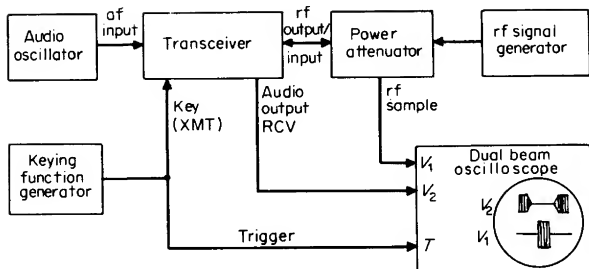 Audio
oscillator
af
input
Transceiver
rf
output/
input
Power
attenuator
rf signal
generator
Key
(XMT)
Audio
output
RCV
rf
sample
Keying
function
generator
Trigger
V1
V2
T
Dual beam
oscilloscope
V2
V1